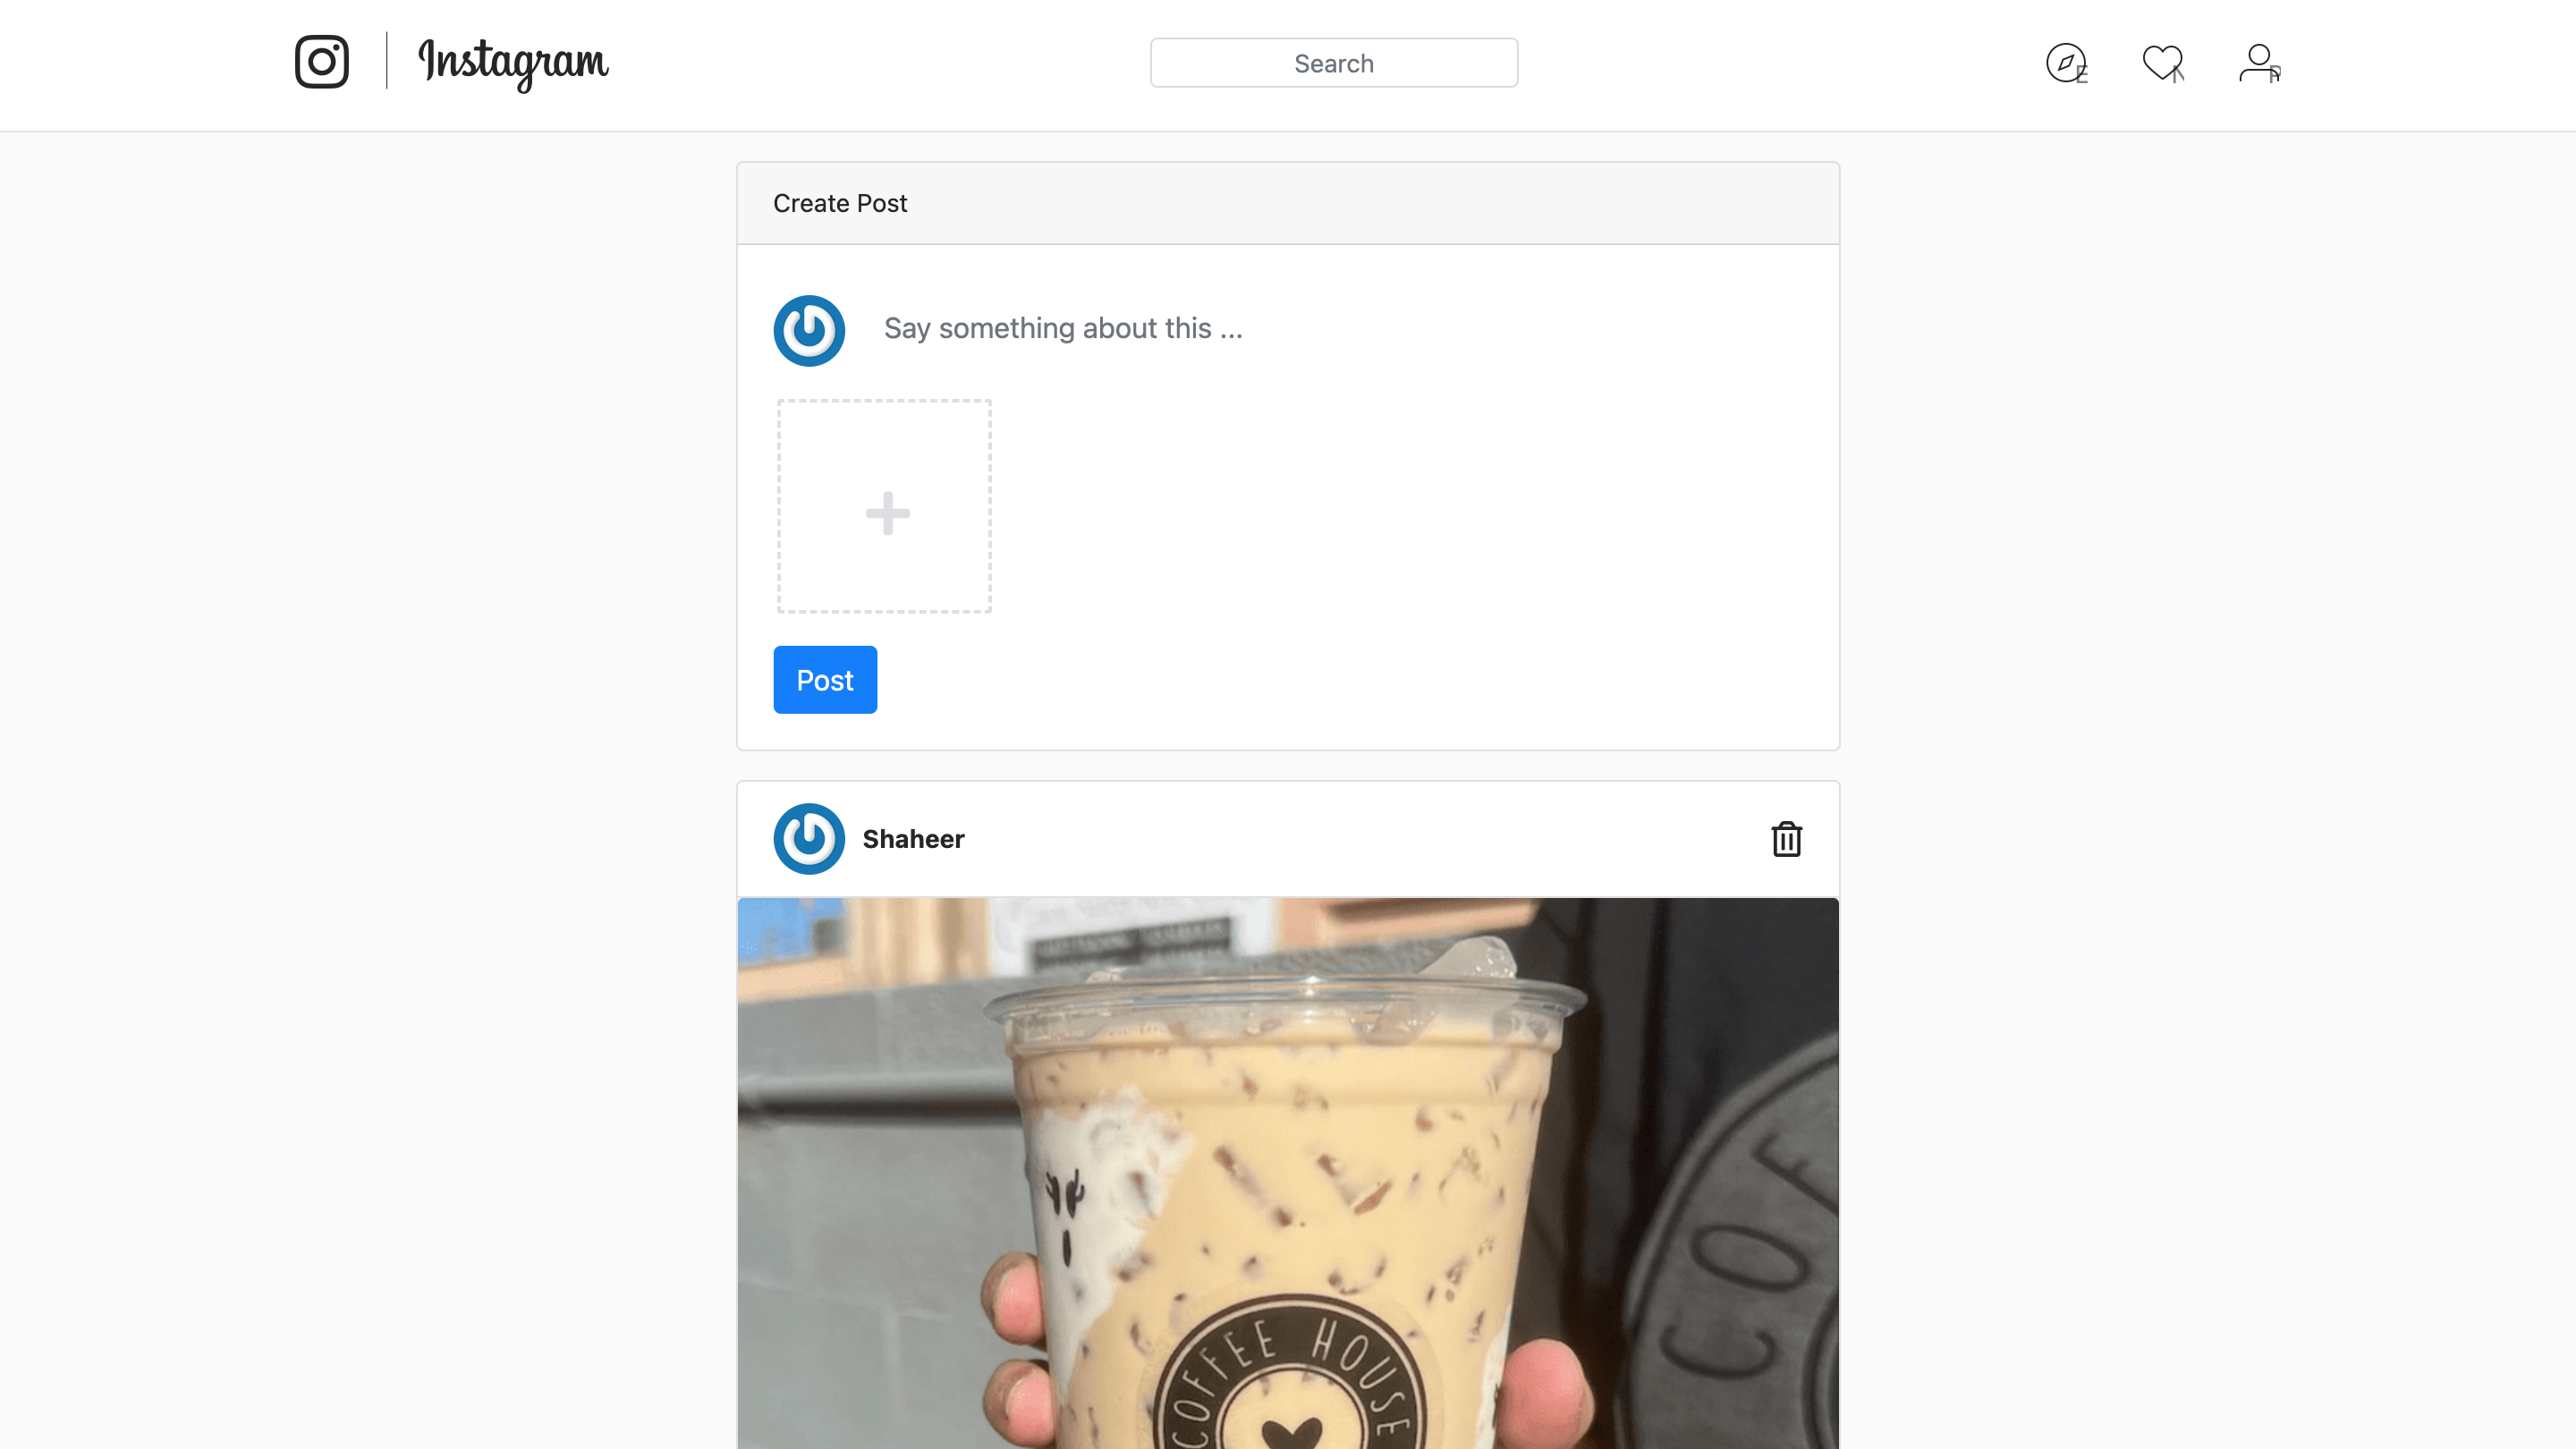 Instagram
Search
E
N
P
Create Post
Say something about this ...
Post
Shaheer
COFFEE HOUSE
COF